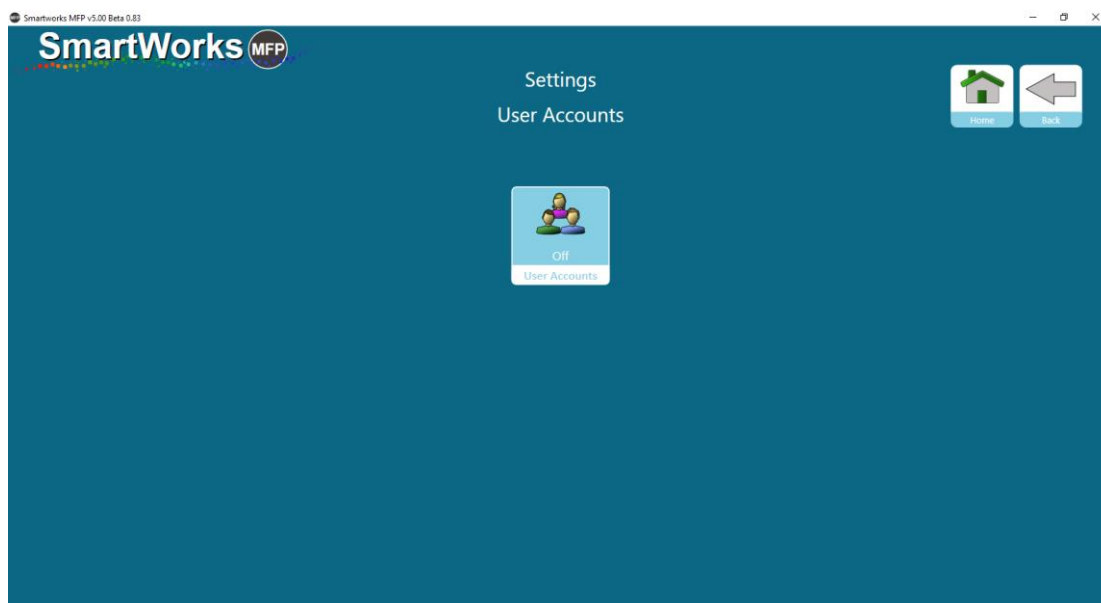 Smartworks MFP v5.00 Beta 0.83
SmartWorks MFP
Settings
User Accounts
Home
Back
Off
User Accounts